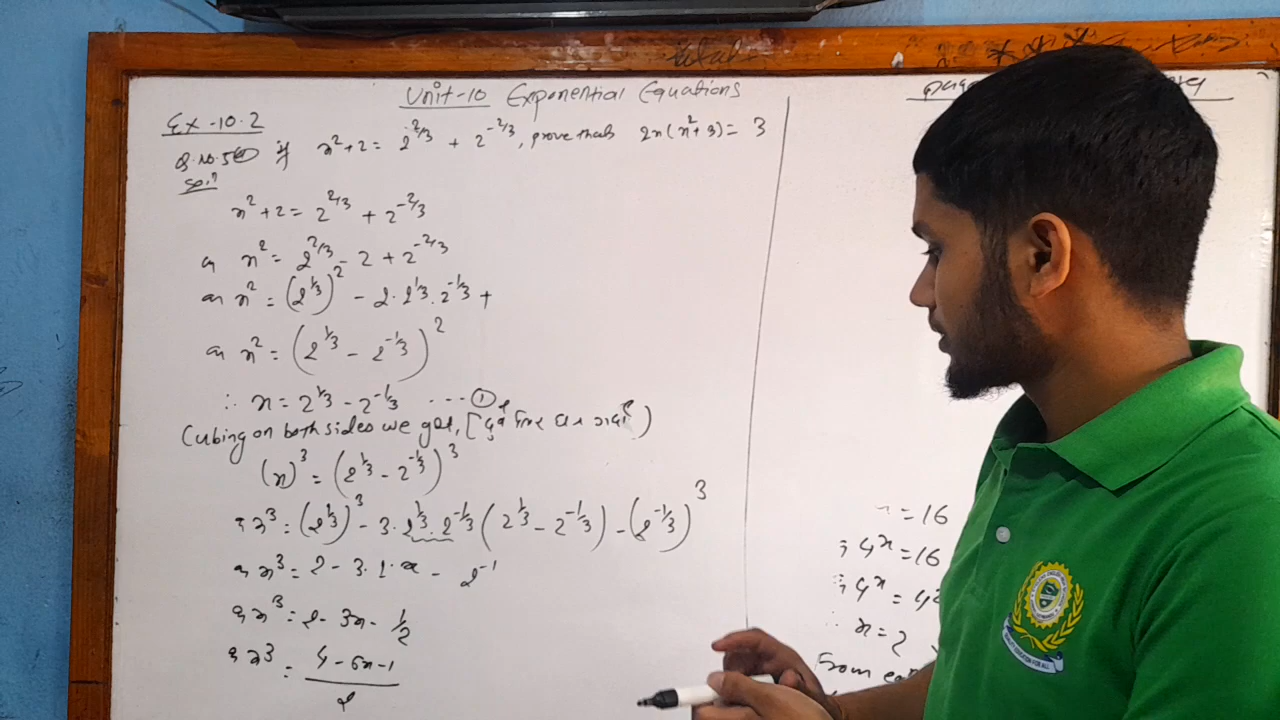 Unit-10 Exponential Equations
Ex-10.2
Q.No.5 if x²+2 = 2^2/3 + 2^-2/3, prove that 2x(x²+3) = 3
Solⁿ
x²+2 = 2^2/3 + 2^-2/3
or x² = 2^2/3 - 2 + 2^-2/3
or x² = (2^1/3)² - 2·2^1/3·2^-1/3 +
or x² = (2^1/3 - 2^-1/3)²
∴ x = 2^1/3 - 2^-1/3 ----①
Cubing on both sides we get,
(x)³ = (2^1/3 - 2^-1/3)³
or x³ = (2^1/3)³ - 3·2^1/3·2^-1/3 (2^1/3 - 2^-1/3) - (2^-1/3)³
or x³ = 2 - 3·1·x - 2^-1
or x³ = 2 - 3x - 1/2
or x³ = 4-6x-1/2
= 16
or 4^x = 16
or 4^x = 4²
∴ x = 2
From